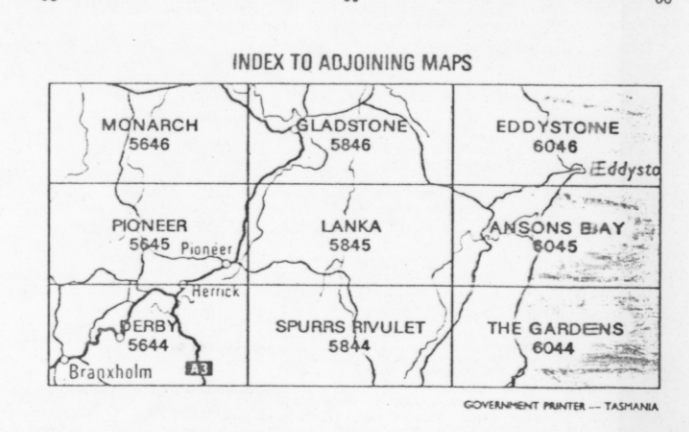 INDEX TO ADJOINING MAPS
MONARCH
5646
GLADSTONE
5846
EDDYSTONE
6046
Eddysto
PIONEER
5645
Pioneer
LANKA
5845
ANSONS BAY
6045
Herrick
DERBY
5644
Branxholm
A3
SPURRS RIVULET
5844
THE GARDENS
6044
GOVERNMENT PRINTER — TASMANIA